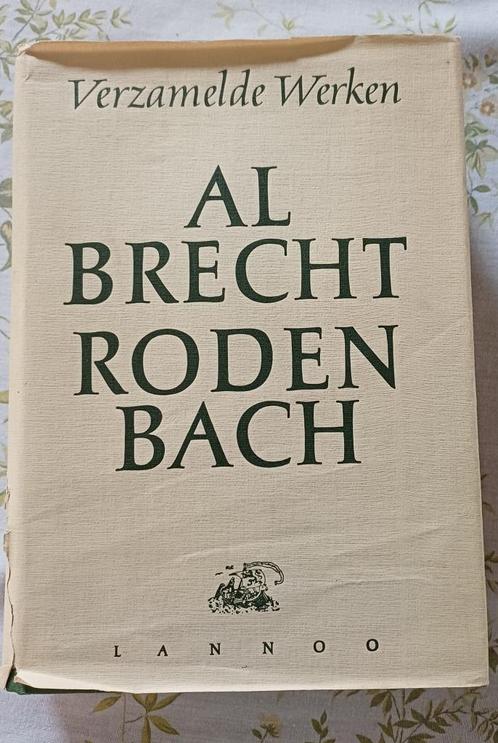 Verzamelde Werken
AL
BRECHT
RODEN
BACH
LANNOO